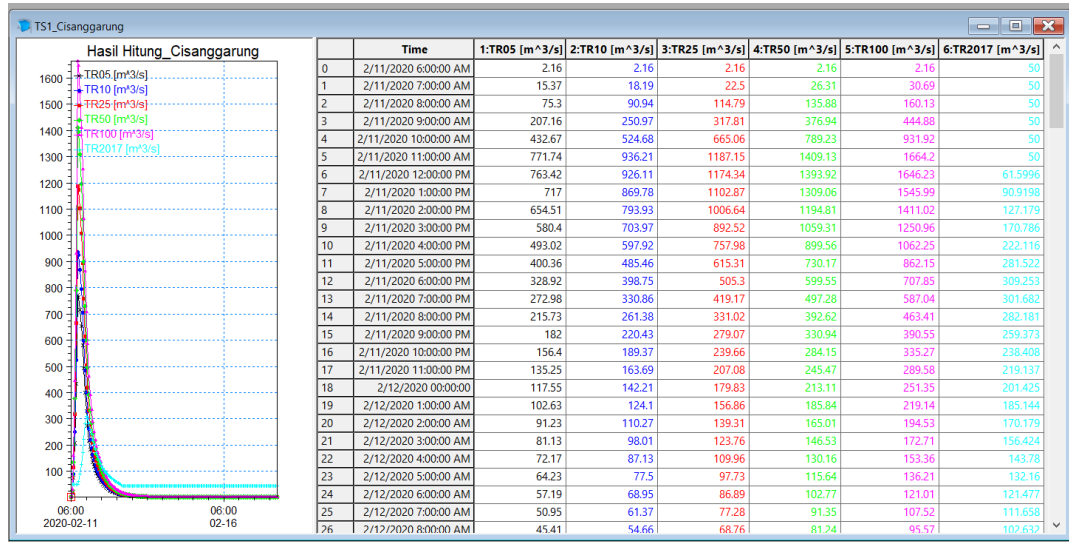 TS1_Cisanggarung
Hasil Hitung_Cisanggarung
TR05 [m^3/s]
TR10 [m^3/s]
TR25 [m^3/s]
TR50 [m^3/s]
TR100 [m^3/s]
TR2017 [m^3/s]
1600
1500
1400
1300
1200
1100
1000
900
800
700
600
500
400
300
200
100
06:00 06:00
2020-02-11 02-16
Time 1:TR05 [m^3/s] 2:TR10 [m^3/s] 3:TR25 [m^3/s] 4:TR50 [m^3/s] 5:TR100 [m^3/s] 6:TR2017 [m^3/s]
0 2/11/2020 6:00:00 AM 2.16 2.16 2.16 2.16 2.16 50
1 2/11/2020 7:00:00 AM 15.37 18.19 22.5 26.31 30.69 50
2 2/11/2020 8:00:00 AM 75.3 90.94 114.79 135.88 160.13 50
3 2/11/2020 9:00:00 AM 207.16 250.97 317.81 376.94 444.88 50
4 2/11/2020 10:00:00 AM 432.67 524.68 665.06 789.23 931.92 50
5 2/11/2020 11:00:00 AM 771.74 936.21 1187.15 1409.13 1664.2 50
6 2/11/2020 12:00:00 PM 763.42 926.11 1174.34 1393.92 1646.23 61.5996
7 2/11/2020 1:00:00 PM 717 869.78 1102.87 1309.06 1545.99 90.9198
8 2/11/2020 2:00:00 PM 654.51 793.93 1006.64 1194.81 1411.02 127.179
9 2/11/2020 3:00:00 PM 580.4 703.97 892.52 1059.31 1250.96 170.786
10 2/11/2020 4:00:00 PM 493.02 597.92 757.98 899.56 1062.25 222.116
11 2/11/2020 5:00:00 PM 400.36 485.46 615.31 730.17 862.15 281.522
12 2/11/2020 6:00:00 PM 328.92 398.75 505.3 599.55 707.85 309.253
13 2/11/2020 7:00:00 PM 272.98 330.86 419.17 497.28 587.04 301.682
14 2/11/2020 8:00:00 PM 215.73 261.38 331.02 392.62 463.41 282.181
15 2/11/2020 9:00:00 PM 182 220.43 279.07 330.94 390.55 259.373
16 2/11/2020 10:00:00 PM 156.4 189.37 239.66 284.15 335.27 238.408
17 2/11/2020 11:00:00 PM 135.25 163.69 207.08 245.47 289.58 219.137
18 2/12/2020 00:00:00 117.55 142.21 179.83 213.11 251.35 201.425
19 2/12/2020 1:00:00 AM 102.63 124.1 156.86 185.84 219.14 185.144
20 2/12/2020 2:00:00 AM 91.23 110.27 139.31 165.01 194.53 170.179
21 2/12/2020 3:00:00 AM 81.13 98.01 123.76 146.53 172.71 156.424
22 2/12/2020 4:00:00 AM 72.17 87.13 109.96 130.16 153.36 143.78
23 2/12/2020 5:00:00 AM 64.23 77.5 97.73 115.64 136.21 132.16
24 2/12/2020 6:00:00 AM 57.19 68.95 86.89 102.77 121.01 121.477
25 2/12/2020 7:00:00 AM 50.95 61.37 77.28 91.35 107.52 111.658
26 2/12/2020 8:00:00 AM 45.41 54.66 68.76 81.24 95.57 102.632